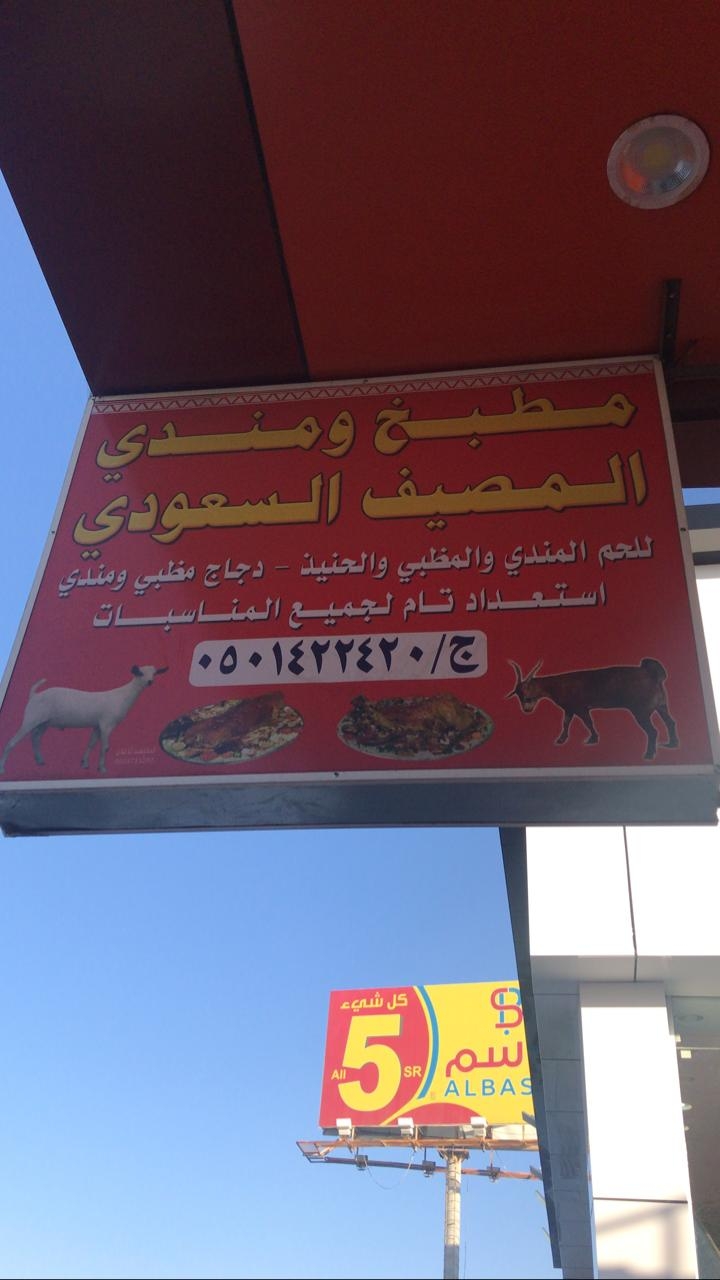 مطبخ ومندي
المصيف السعودي
للحم المندي والمظبي والحنيذ - دجاج مظبي ومندي
استعداد تام لجميع المناسبات
ج/٠٥٠١٤٢٢٤٢٠
كل شيء
5
All
SR
سم
ALBAS